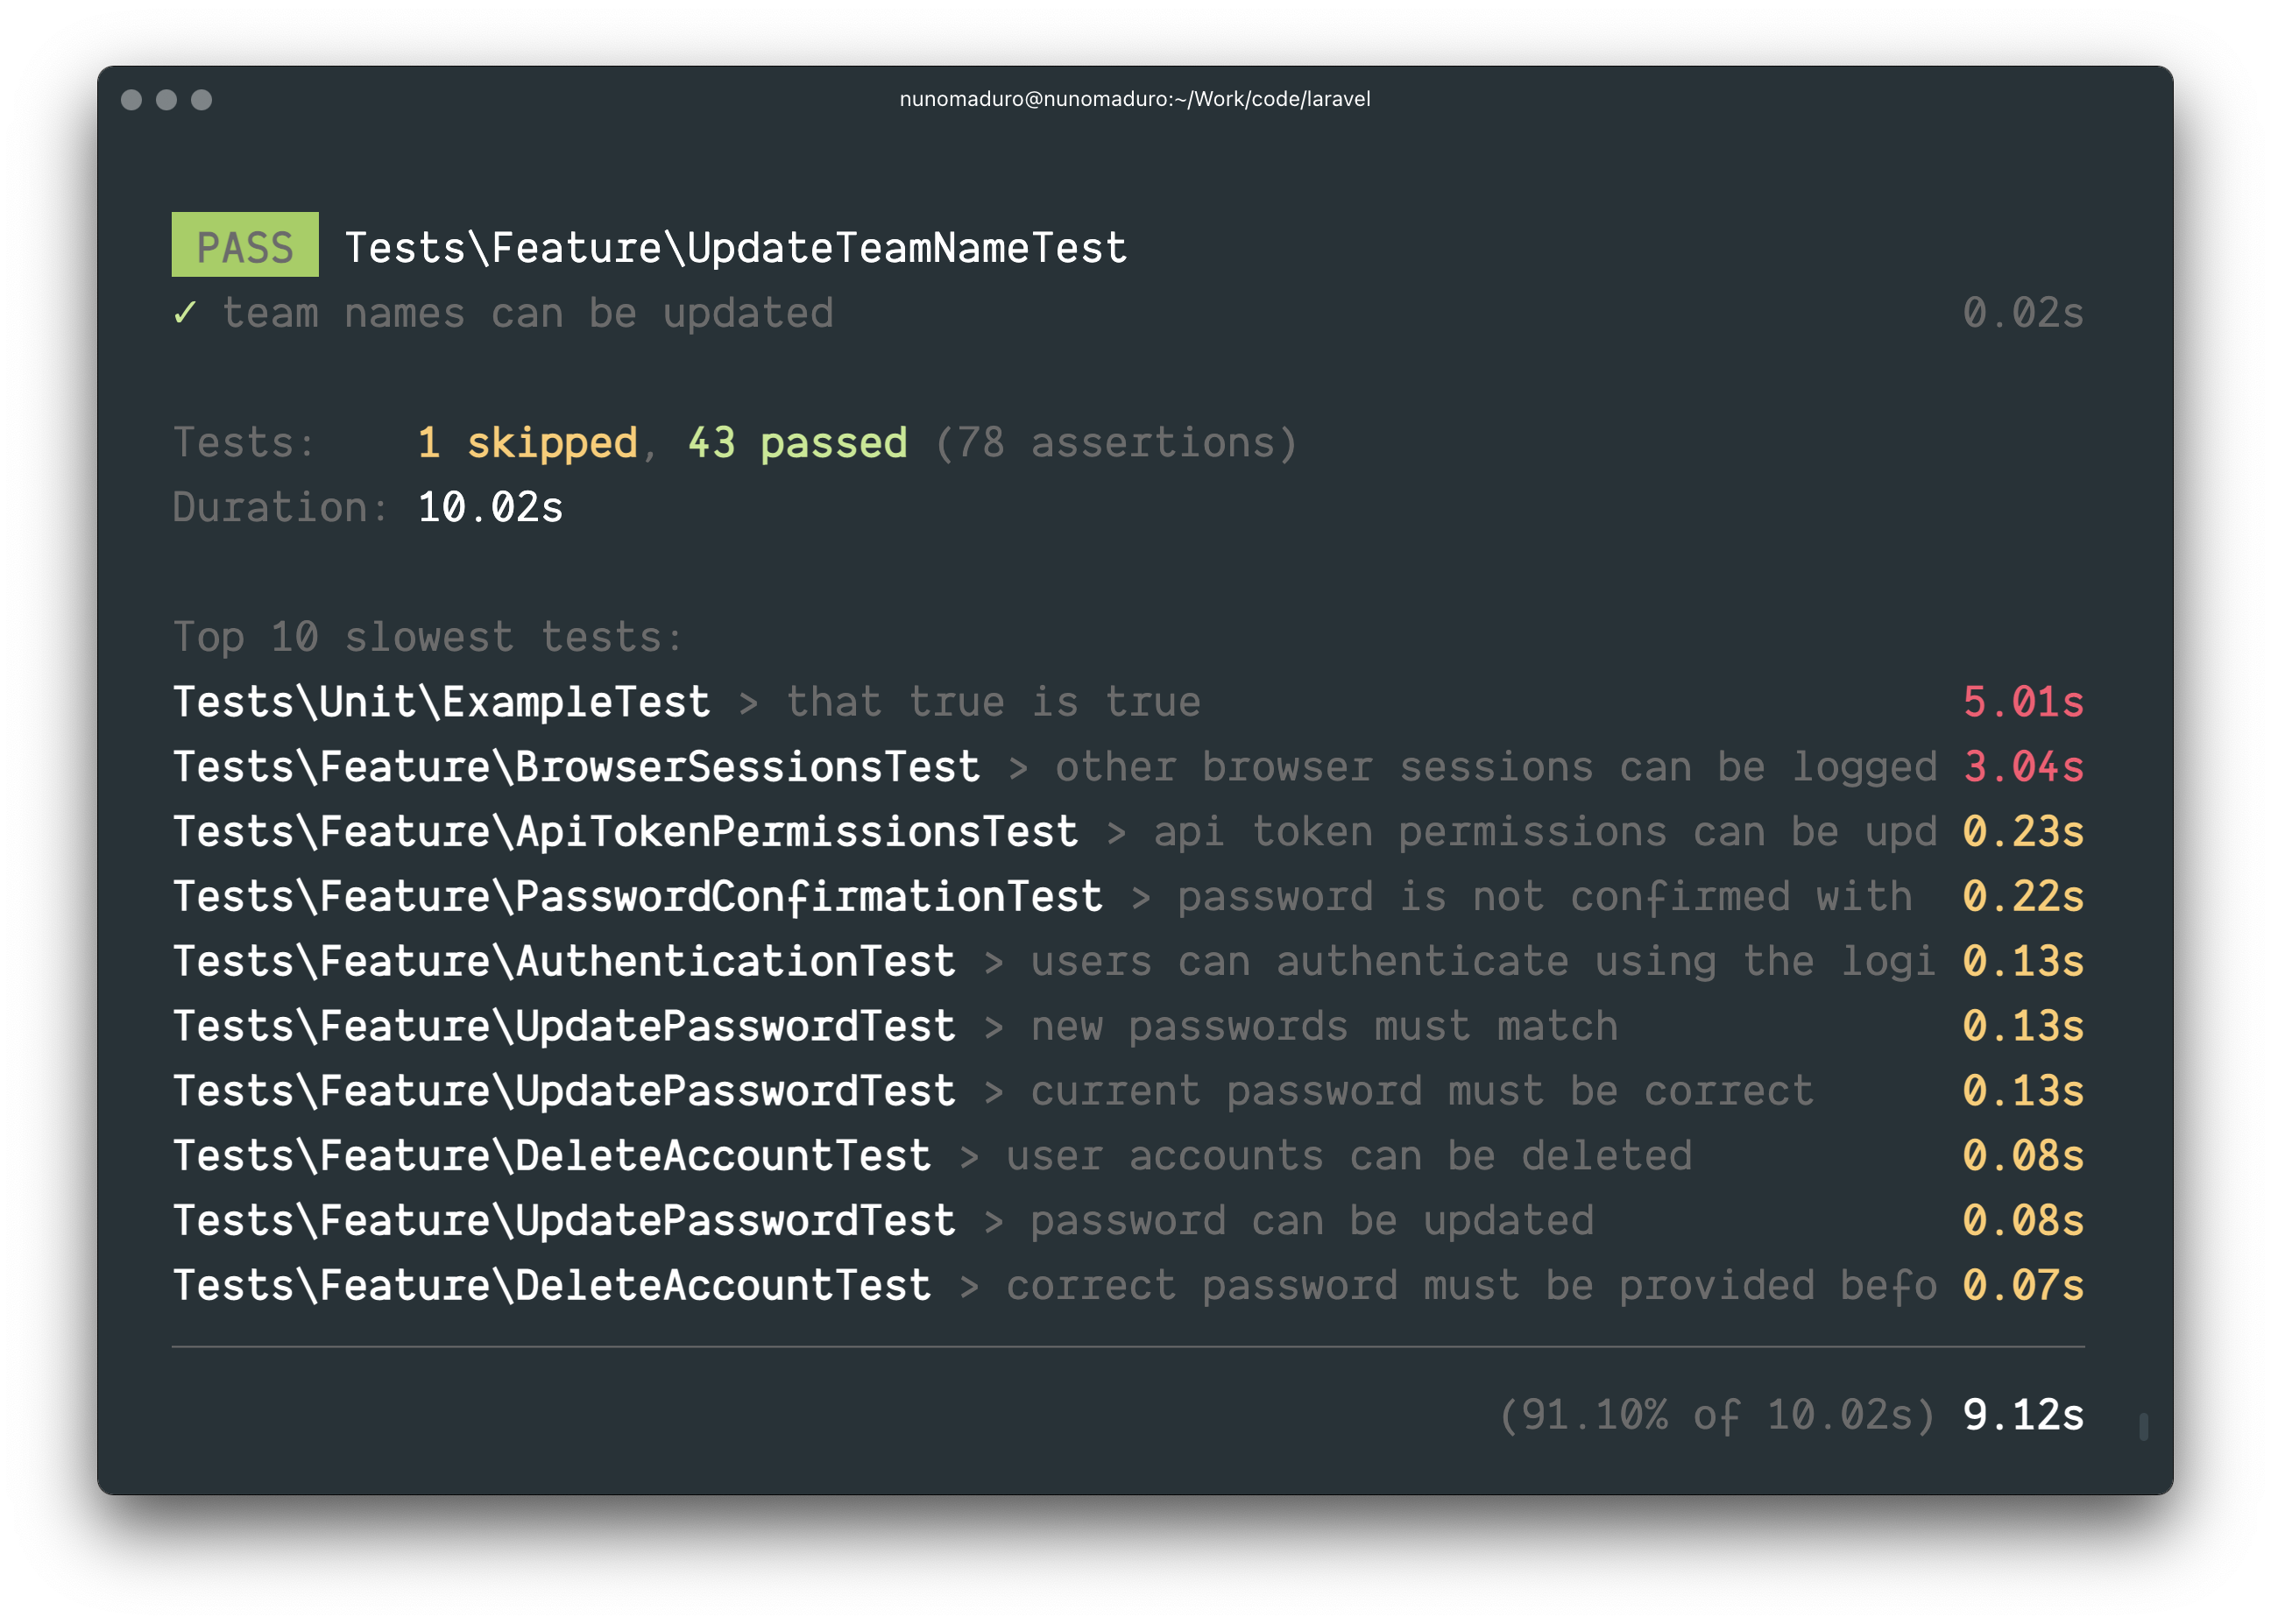 nunomaduro@nunomaduro:~/Work/code/laravel
PASS Tests\Feature\UpdateTeamNameTest
✓ team names can be updated 0.02s
Tests: 1 skipped, 43 passed (78 assertions)
Duration: 10.02s
Top 10 slowest tests:
Tests\Unit\ExampleTest > that true is true 5.01s
Tests\Feature\BrowserSessionsTest > other browser sessions can be logged 3.04s
Tests\Feature\ApiTokenPermissionsTest > api token permissions can be upd 0.23s
Tests\Feature\PasswordConfirmationTest > password is not confirmed with 0.22s
Tests\Feature\AuthenticationTest > users can authenticate using the logi 0.13s
Tests\Feature\UpdatePasswordTest > new passwords must match 0.13s
Tests\Feature\UpdatePasswordTest > current password must be correct 0.13s
Tests\Feature\DeleteAccountTest > user accounts can be deleted 0.08s
Tests\Feature\UpdatePasswordTest > password can be updated 0.08s
Tests\Feature\DeleteAccountTest > correct password must be provided befo 0.07s
(91.10% of 10.02s) 9.12s